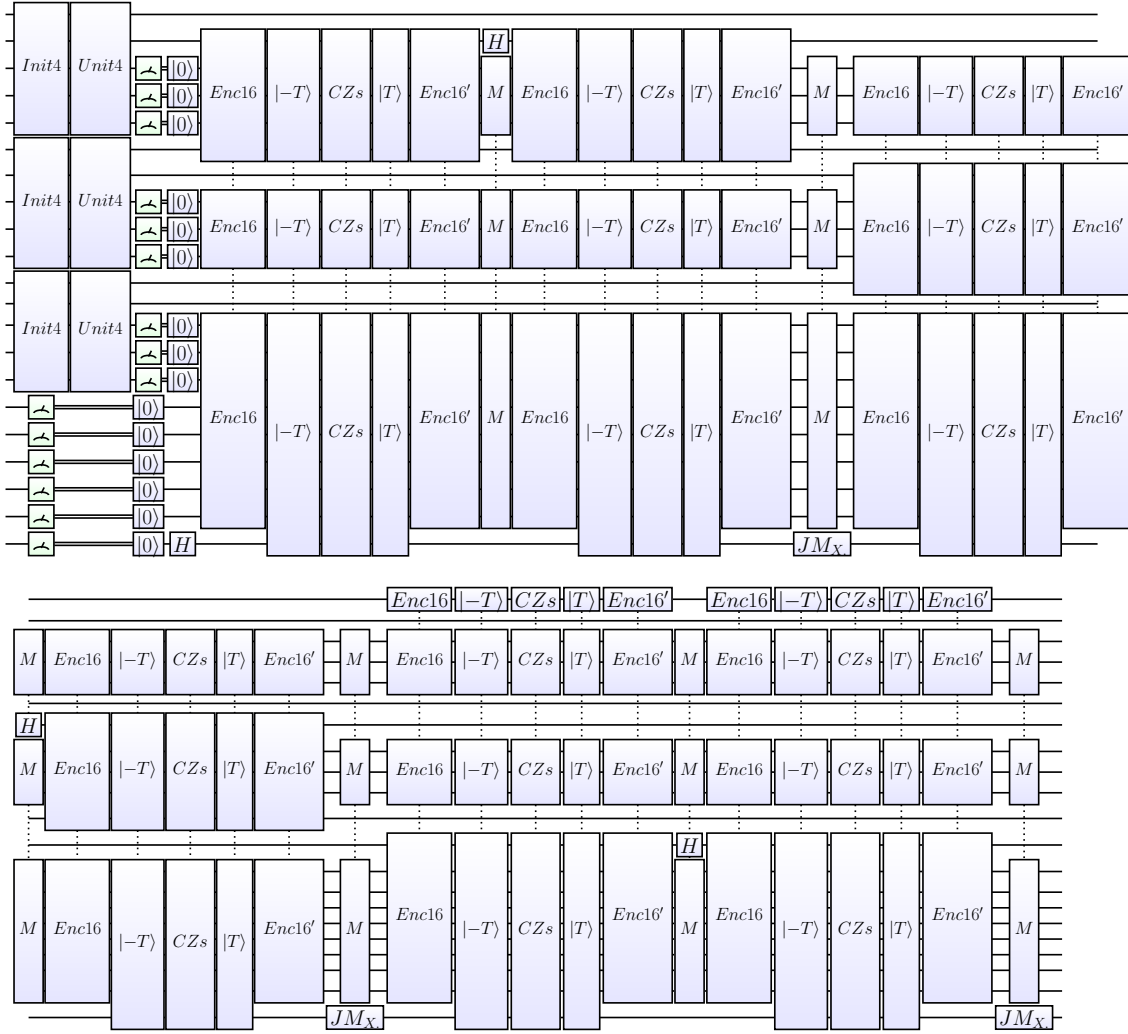 H
Init4 Unit4 |0⟩ Enc16 |−T⟩ CZs |T⟩ Enc16′ M Enc16 |−T⟩ CZs |T⟩ Enc16′ M Enc16 |−T⟩ CZs |T⟩ Enc16′
|0⟩
|0⟩
Init4 Unit4 |0⟩ Enc16 |−T⟩ CZs |T⟩ Enc16′ M Enc16 |−T⟩ CZs |T⟩ Enc16′ M Enc16 |−T⟩ CZs |T⟩ Enc16′
|0⟩
|0⟩
Init4 Unit4 |0⟩
|0⟩
|0⟩
|0⟩ Enc16 |−T⟩ CZs |T⟩ Enc16′ M Enc16 |−T⟩ CZs |T⟩ Enc16′ M Enc16 |−T⟩ CZs |T⟩ Enc16′
|0⟩
|0⟩
|0⟩
|0⟩
|0⟩ H JM_X.
Enc16 |−T⟩ CZs |T⟩ Enc16′ Enc16 |−T⟩ CZs |T⟩ Enc16′
M Enc16 |−T⟩ CZs |T⟩ Enc16′ M Enc16 |−T⟩ CZs |T⟩ Enc16′ M Enc16 |−T⟩ CZs |T⟩ Enc16′ M
H
M Enc16 |−T⟩ CZs |T⟩ Enc16′ M Enc16 |−T⟩ CZs |T⟩ Enc16′ M Enc16 |−T⟩ CZs |T⟩ Enc16′ M
H
M Enc16 |−T⟩ CZs |T⟩ Enc16′ M Enc16 |−T⟩ CZs |T⟩ Enc16′ M Enc16 |−T⟩ CZs |T⟩ Enc16′ M
JM_X. JM_X.